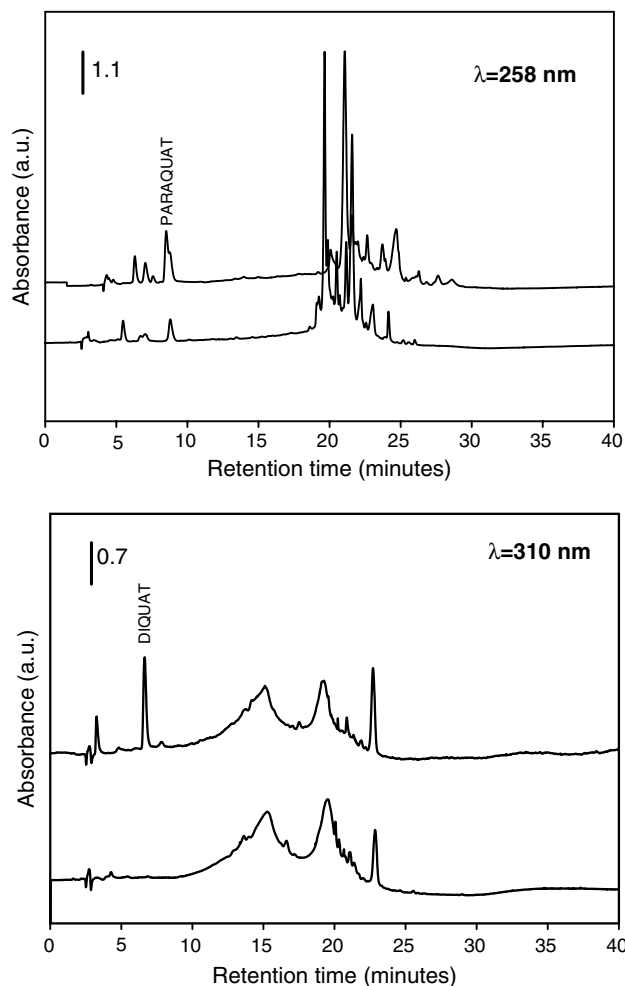 1.1
λ=258 nm
PARAQUAT
Absorbance (a.u.)
0 5 10 15 20 25 30 35 40
Retention time (minutes)
0.7
λ=310 nm
DIQUAT
Absorbance (a.u.)
0 5 10 15 20 25 30 35 40
Retention time (minutes)